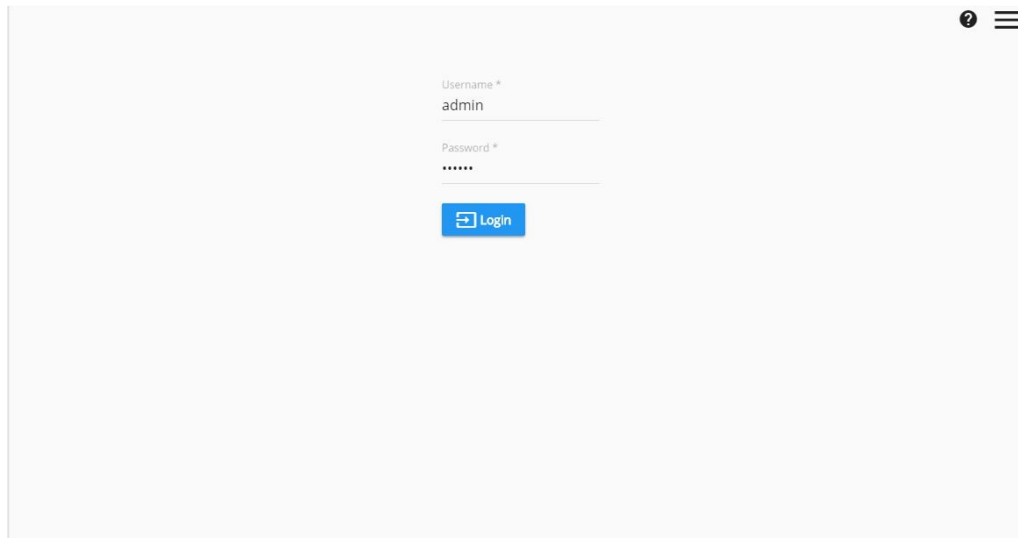 Username *
admin
Password *
••••••
Login